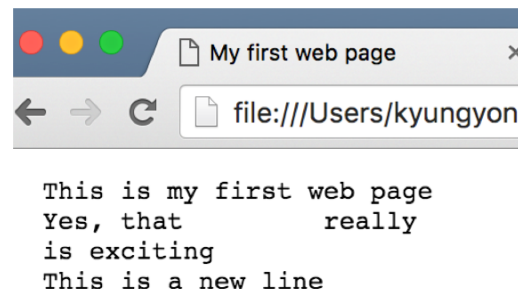 My first web page
file:///Users/kyungyon
This is my first web page
Yes, that         really
is exciting
This is a new line